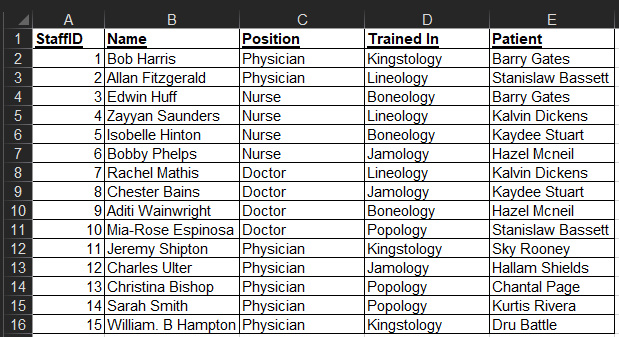 A B C D E
1 StaffID Name Position Trained In Patient
2 1 Bob Harris Physician Kingstology Barry Gates
3 2 Allan Fitzgerald Physician Lineology Stanislaw Bassett
4 3 Edwin Huff Nurse Boneology Barry Gates
5 4 Zayyan Saunders Nurse Lineology Kalvin Dickens
6 5 Isobelle Hinton Nurse Boneology Kaydee Stuart
7 6 Bobby Phelps Nurse Jamology Hazel Mcneil
8 7 Rachel Mathis Doctor Lineology Kalvin Dickens
9 8 Chester Bains Doctor Jamology Kaydee Stuart
10 9 Aditi Wainwright Doctor Boneology Hazel Mcneil
11 10 Mia-Rose Espinosa Doctor Popology Stanislaw Bassett
12 11 Jeremy Shipton Physician Kingstology Sky Rooney
13 12 Charles Ulter Physician Jamology Hallam Shields
14 13 Christina Bishop Physician Popology Chantal Page
15 14 Sarah Smith Physician Popology Kurtis Rivera
16 15 William. B Hampton Physician Kingstology Dru Battle